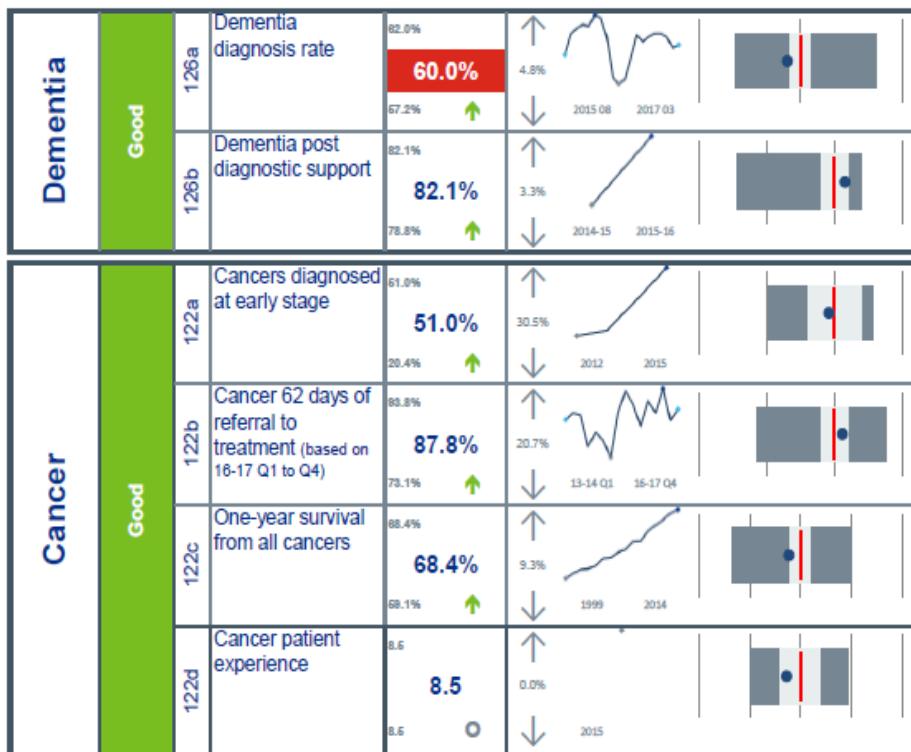 Dementia
Good
126a
Dementia
diagnosis rate
62.0%
60.0%
57.2%
4.8%
2015 08 2017 03
126b
Dementia post
diagnostic support
82.1%
82.1%
78.8%
3.3%
2014-15 2015-16
Cancer
Good
122a
Cancers diagnosed
at early stage
51.0%
51.0%
20.4%
30.5%
2012 2015
122b
Cancer 62 days of
referral to
treatment (based on
16-17 Q1 to Q4)
93.8%
87.8%
73.1%
20.7%
13-14 Q1 16-17 Q4
122c
One-year survival
from all cancers
68.4%
68.4%
59.1%
9.3%
1999 2014
122d
Cancer patient
experience
8.5
8.5
8.5
0.0%
2015